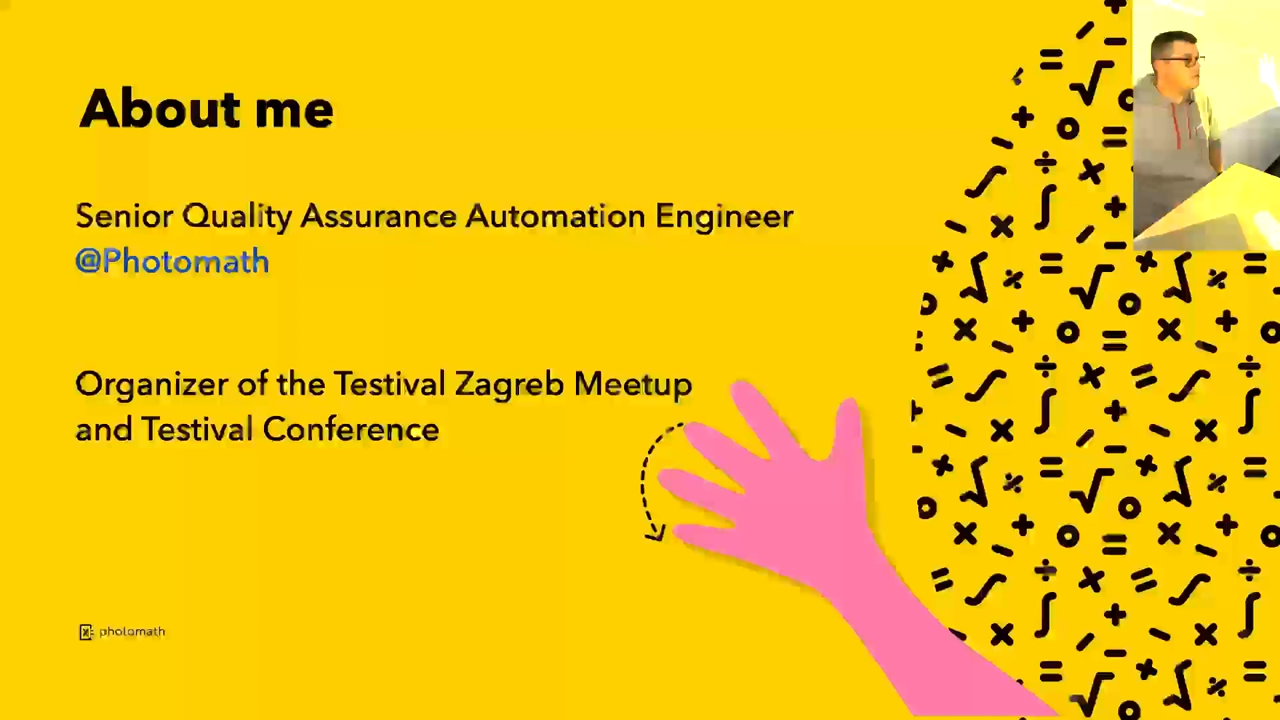 About me
Senior Quality Assurance Automation Engineer
@Photomath
Organizer of the Testival Zagreb Meetup
and Testival Conference
photomath